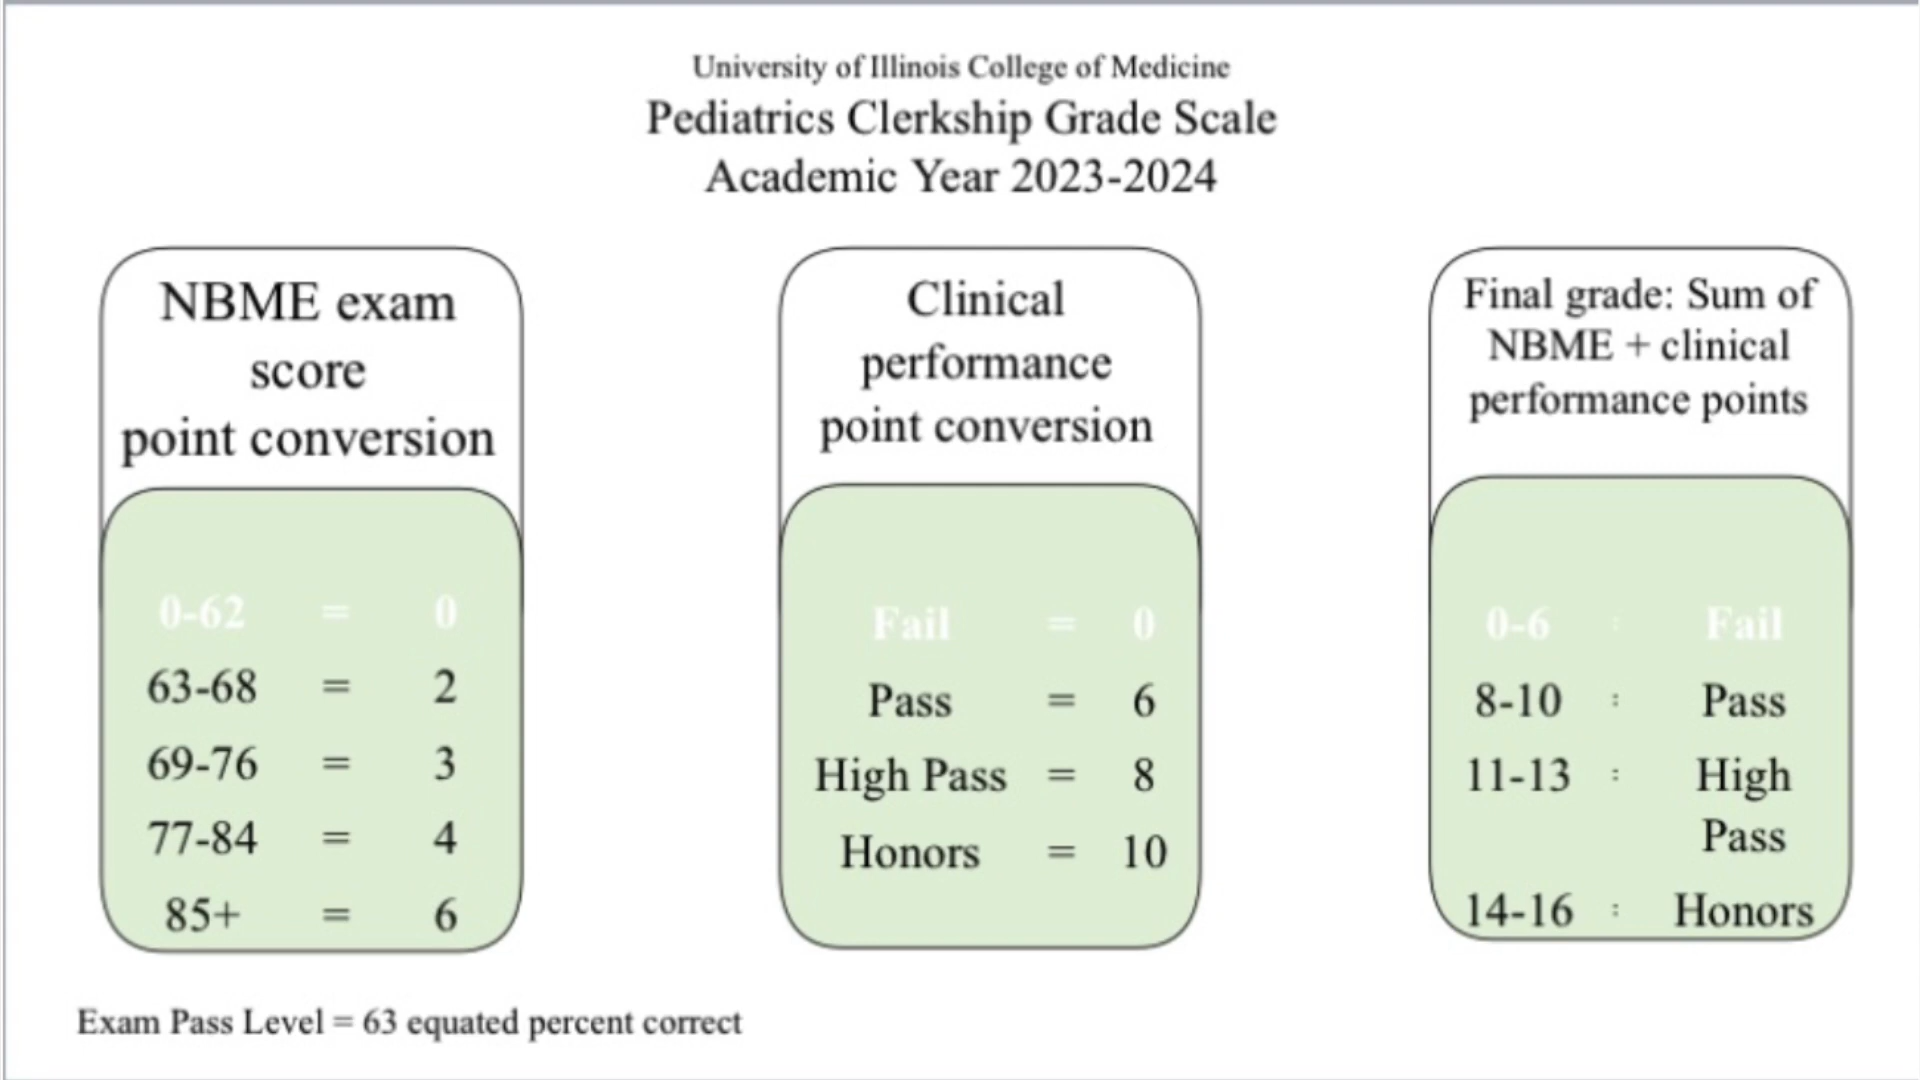 University of Illinois College of Medicine
Pediatrics Clerkship Grade Scale
Academic Year 2023-2024
NBME exam
score
point conversion
0-62 = 0
63-68 = 2
69-76 = 3
77-84 = 4
85+ = 6
Clinical
performance
point conversion
Fail = 0
Pass = 6
High Pass = 8
Honors = 10
Final grade: Sum of
NBME + clinical
performance points
0-6 : Fail
8-10 : Pass
11-13 : High
Pass
14-16 : Honors
Exam Pass Level = 63 equated percent correct